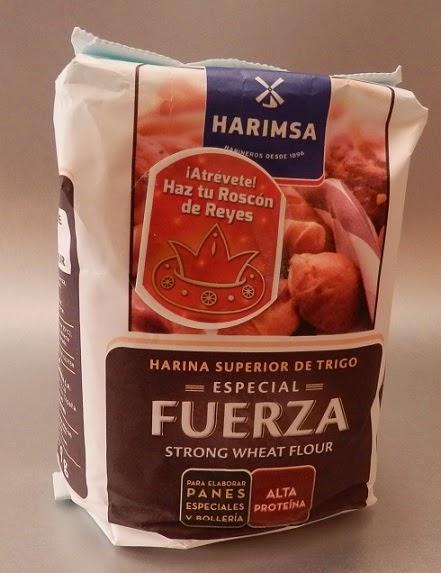 HARIMSA
HARINEROS DESDE 1896
¡Atrévete!
Haz tu Roscón
de Reyes
HARINA SUPERIOR DE TRIGO
ESPECIAL
FUERZA
STRONG WHEAT FLOUR
PARA ELABORAR
PANES
ESPECIALES
Y BOLLERÍA
ALTA
PROTEÍNA